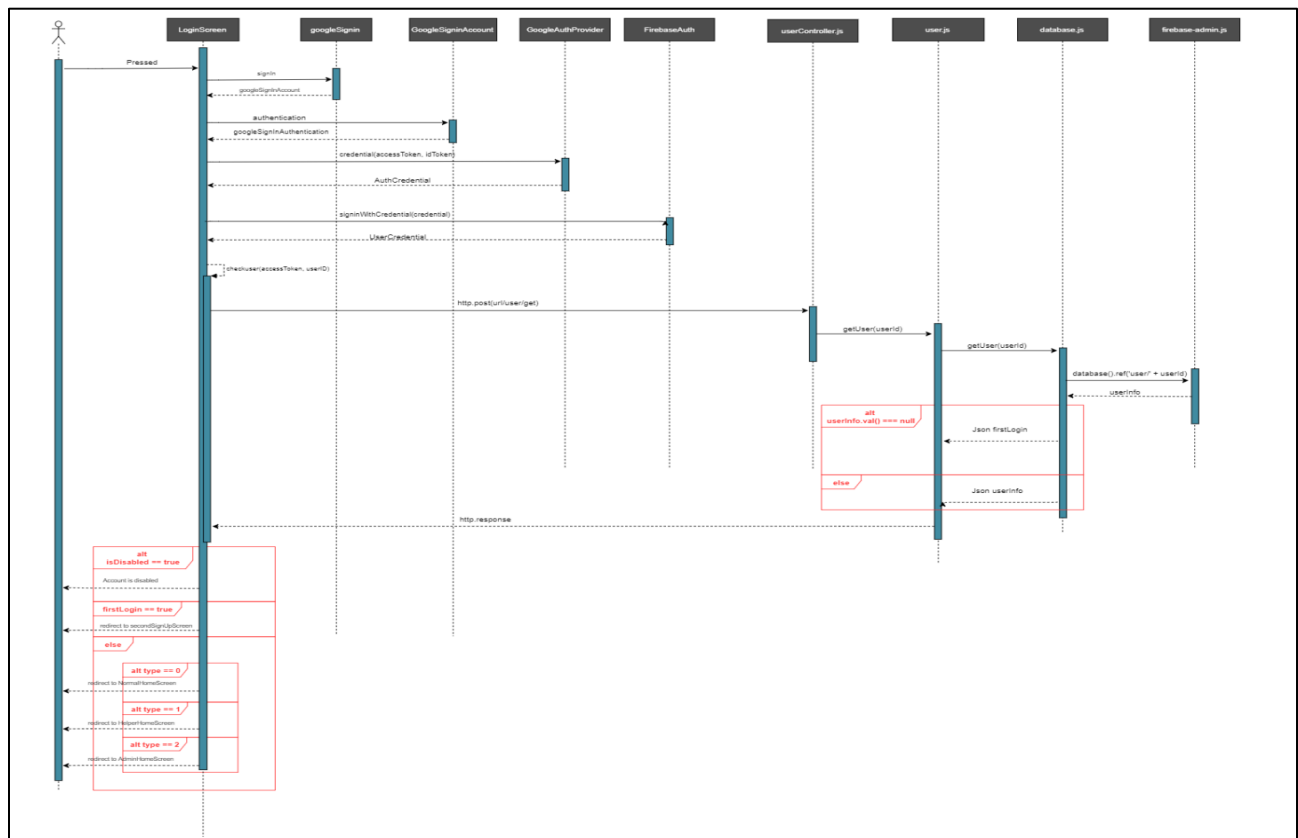 LoginScreen
googleSignin
GoogleSigninAccount
GoogleAuthProvider
FirebaseAuth
userController.js
user.js
database.js
firebase-admin.js
Pressed
signIn
googleSignInAccount
authentication
googleSignInAuthentication
credential(accessToken, idToken)
AuthCredential
signinWithCredential(credential)
UserCredential
checkuser(accessToken, userID)
http.post(url/user/get)
getUser(userId)
getUser(userId)
database().ref('user/' + userId)
userInfo
alt
userInfo.val() === null
Json firstLogin
else
Json userInfo
http.response
alt
isDisabled == true
Account is disabled
firstLogin == true
redirect to secondSignUpScreen
else
alt type == 0
redirect to NormalHomeScreen
alt type == 1
redirect to HelperHomeScreen
alt type == 2
redirect to AdminHomeScreen